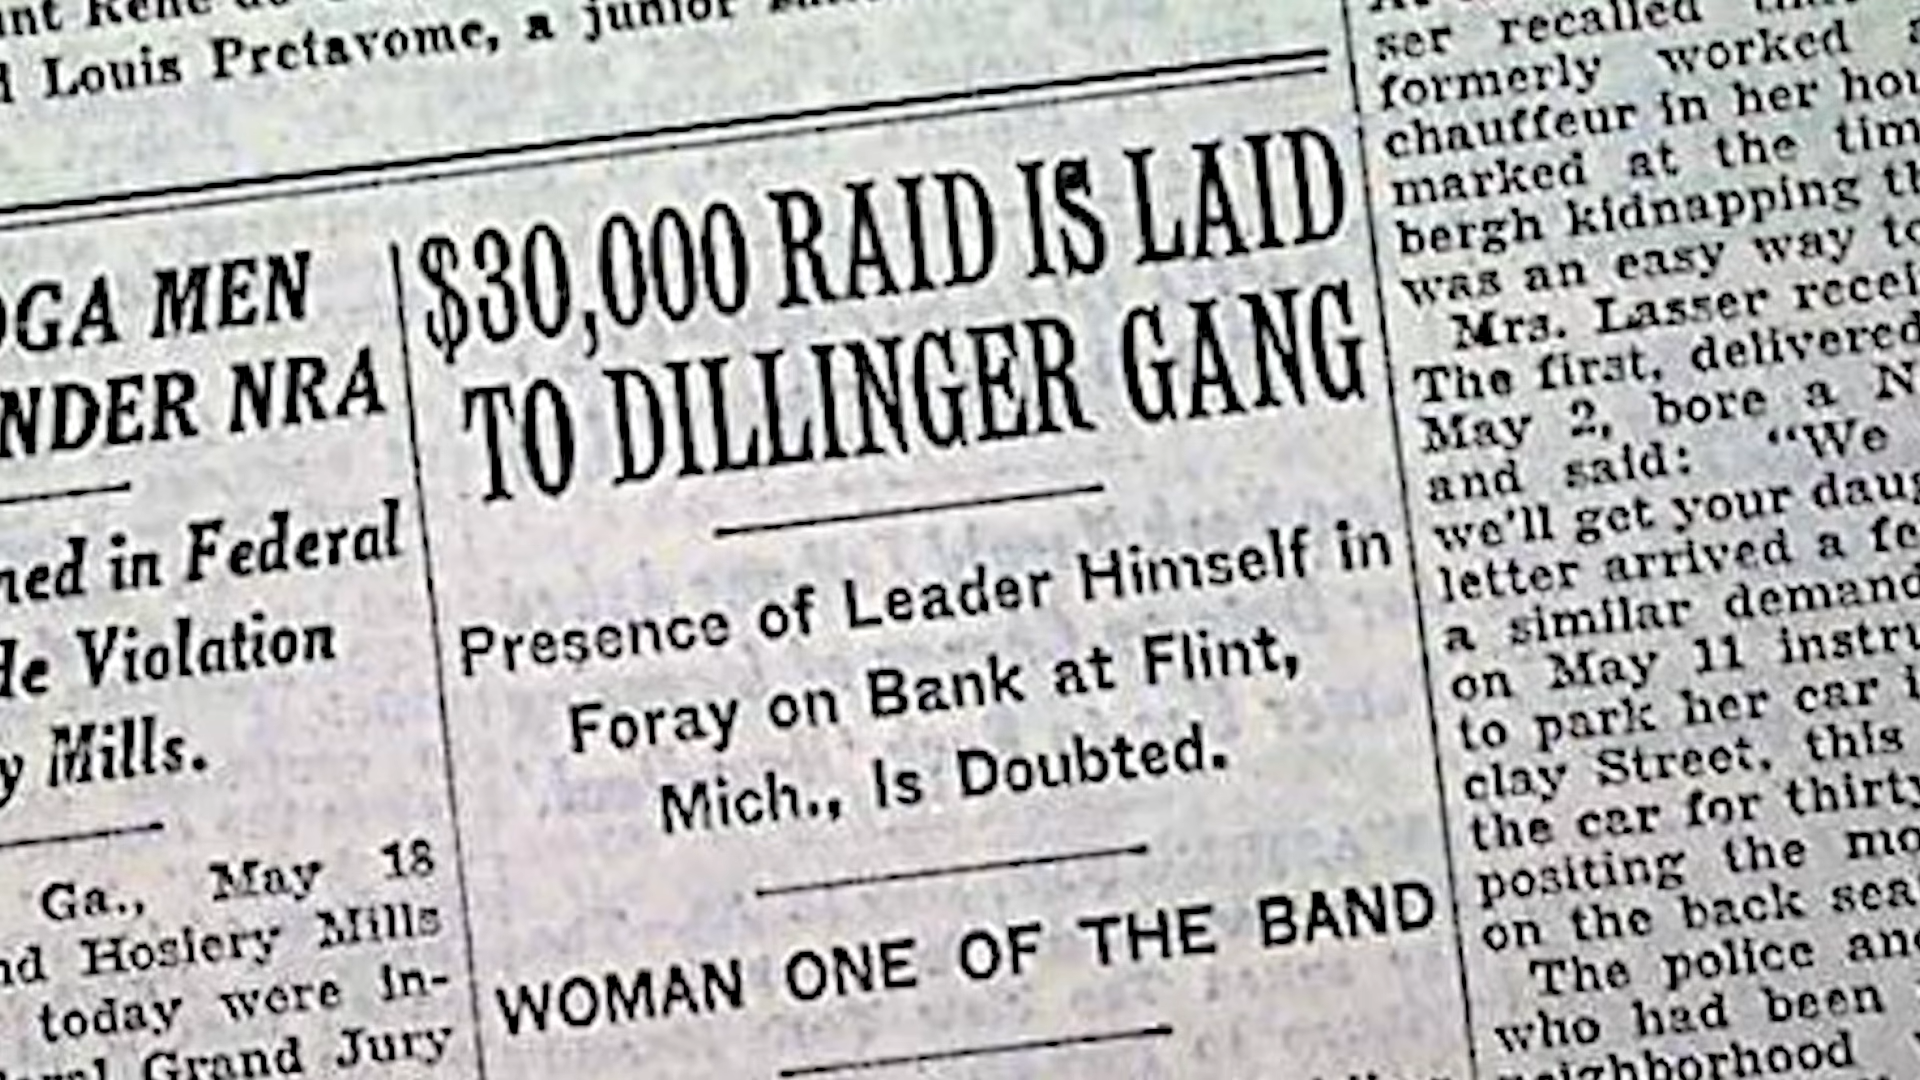 Louis Pretavome, a junior
OGA MEN
NDER NRA
ned in Federal
de Violation
y Mills.
Ga., May 18
nd Hosiery Mills
today were in-
Grand Jury
$30,000 RAID IS LAID
TO DILLINGER GANG
Presence of Leader Himself in
Foray on Bank at Flint,
Mich., Is Doubted.
WOMAN ONE OF THE BAND
ser recalled
formerly worked
chauffeur in her hou
marked at the tim
bergh kidnapping th
was an easy way to
Mrs. Lasser recei
The first, delivered
May 2, bore a N
and said: "We
we'll get your daug
letter arrived a fe
a similar demand
on May 11 instru
to park her car i
clay Street, this
the car for thirty
positing the mo
on the back sea
The police and
who had been
neighborhood